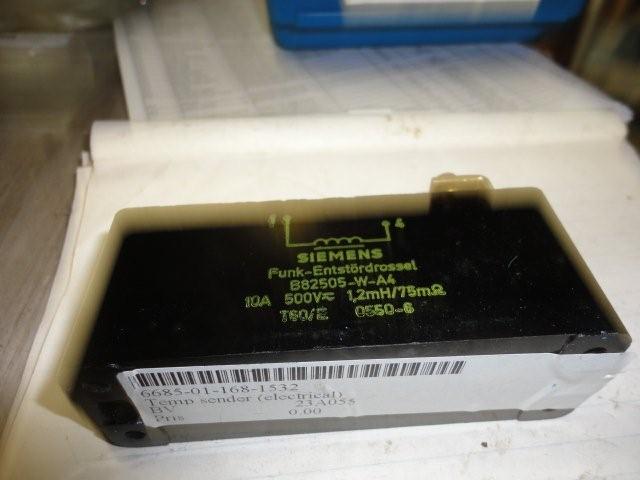 1 4
SIEMENS
Funk-Entstördrossel
B82505-W-A4
10A 500V≂ 1,2mH/75mΩ
T60/E 0550-6
6685-01-168-1532
Temp sender (electrical)
BV 23A055
Pris 0.00